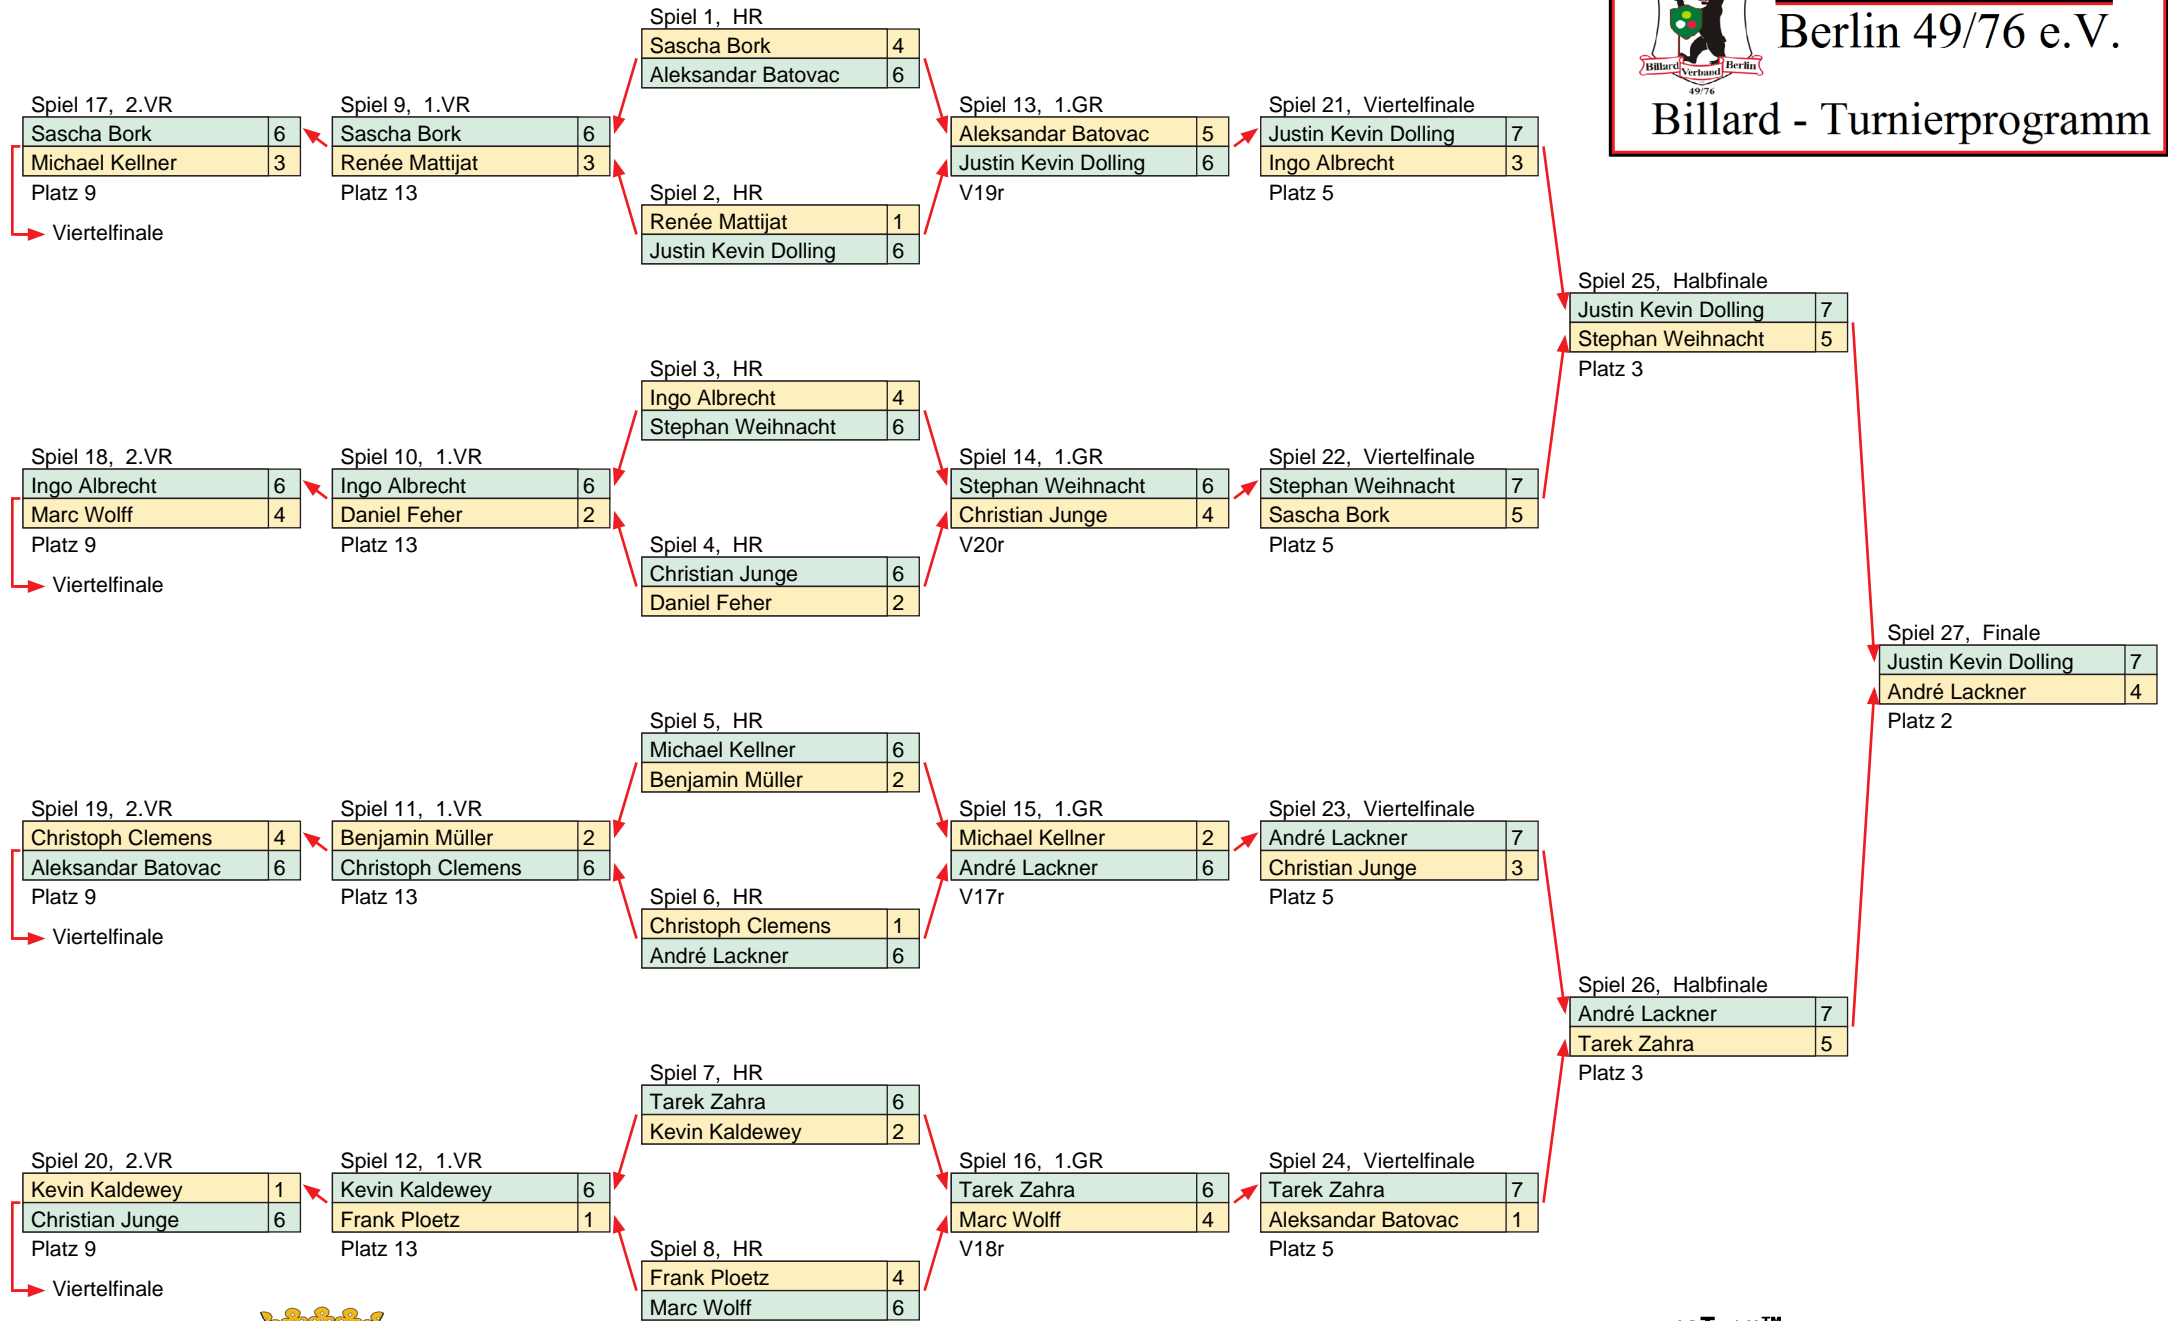 Berlin 49/76 e.V.
Billard Verband Berlin
49/76
Billard - Turnierprogramm
Spiel 17, 2.VR
Sascha Bork 6
Michael Kellner 3
Platz 9
Viertelfinale
Spiel 18, 2.VR
Ingo Albrecht 6
Marc Wolff 4
Platz 9
Viertelfinale
Spiel 19, 2.VR
Christoph Clemens 4
Aleksandar Batovac 6
Platz 9
Viertelfinale
Spiel 20, 2.VR
Kevin Kaldewey 1
Christian Junge 6
Platz 9
Viertelfinale
Spiel 9, 1.VR
Sascha Bork 6
Renée Mattijat 3
Platz 13
Spiel 10, 1.VR
Ingo Albrecht 6
Daniel Feher 2
Platz 13
Spiel 11, 1.VR
Benjamin Müller 2
Christoph Clemens 6
Platz 13
Spiel 12, 1.VR
Kevin Kaldewey 6
Frank Ploetz 1
Platz 13
Spiel 1, HR
Sascha Bork 4
Aleksandar Batovac 6
Spiel 2, HR
Renée Mattijat 1
Justin Kevin Dolling 6
Spiel 3, HR
Ingo Albrecht 4
Stephan Weihnacht 6
Spiel 4, HR
Christian Junge 6
Daniel Feher 2
Spiel 5, HR
Michael Kellner 6
Benjamin Müller 2
Spiel 6, HR
Christoph Clemens 1
André Lackner 6
Spiel 7, HR
Tarek Zahra 6
Kevin Kaldewey 2
Spiel 8, HR
Frank Ploetz 4
Marc Wolff 6
Spiel 13, 1.GR
Aleksandar Batovac 5
Justin Kevin Dolling 6
V19r
Spiel 14, 1.GR
Stephan Weihnacht 6
Christian Junge 4
V20r
Spiel 15, 1.GR
Michael Kellner 2
André Lackner 6
V17r
Spiel 16, 1.GR
Tarek Zahra 6
Marc Wolff 4
V18r
Spiel 21, Viertelfinale
Justin Kevin Dolling 7
Ingo Albrecht 3
Platz 5
Spiel 22, Viertelfinale
Stephan Weihnacht 7
Sascha Bork 5
Platz 5
Spiel 23, Viertelfinale
André Lackner 7
Christian Junge 3
Platz 5
Spiel 24, Viertelfinale
Tarek Zahra 7
Aleksandar Batovac 1
Platz 5
Spiel 25, Halbfinale
Justin Kevin Dolling 7
Stephan Weihnacht 5
Platz 3
Spiel 26, Halbfinale
André Lackner 7
Tarek Zahra 5
Platz 3
Spiel 27, Finale
Justin Kevin Dolling 7
André Lackner 4
Platz 2